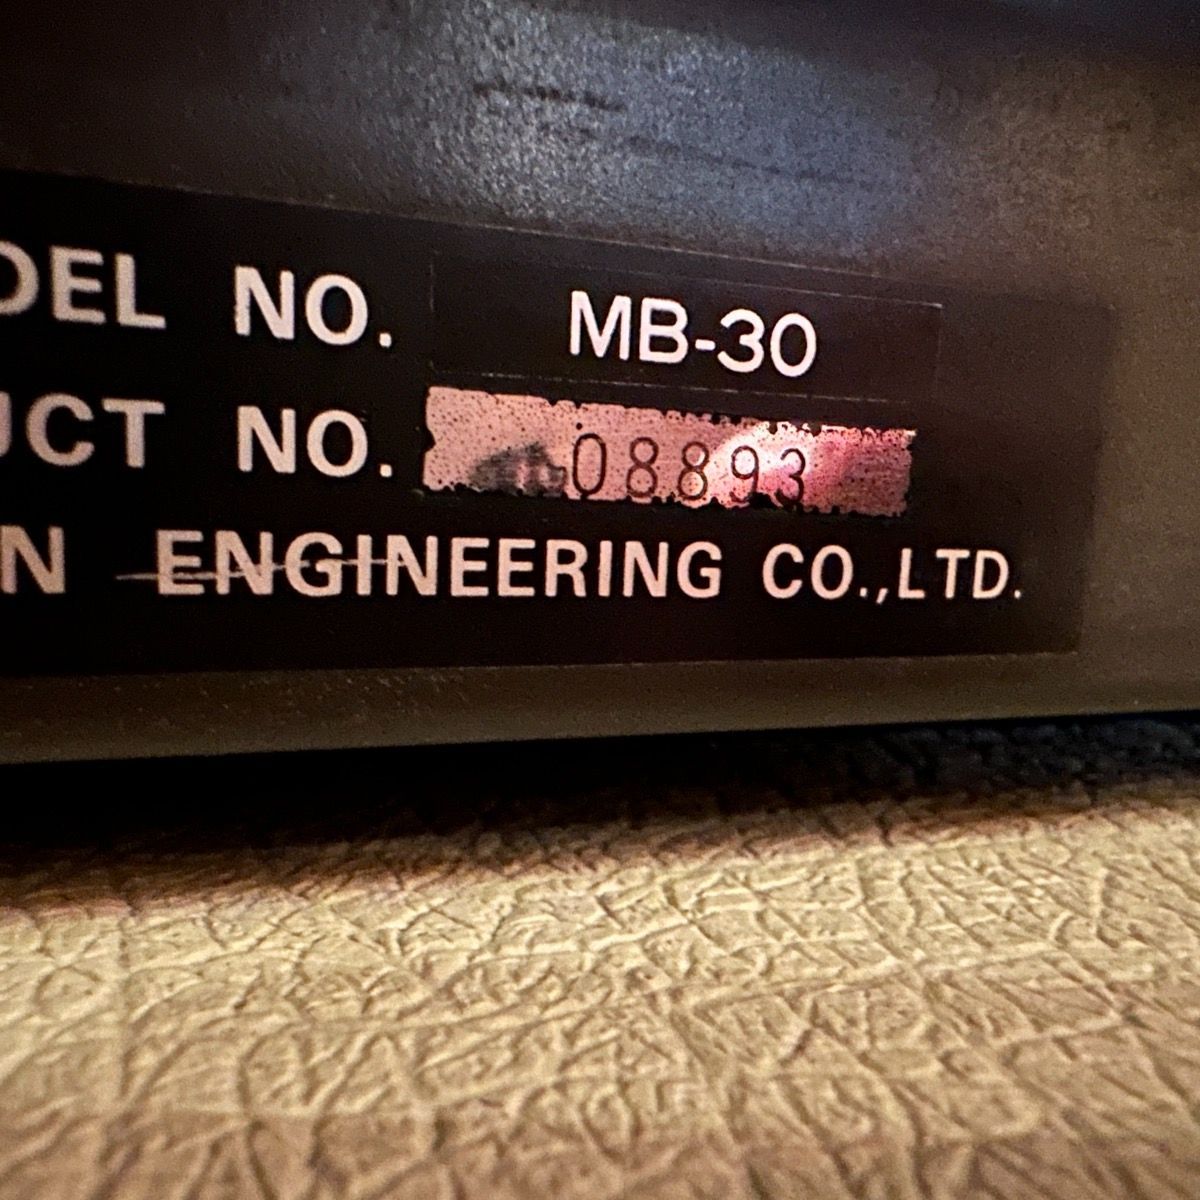 DEL NO. MB-30
UCT NO. 08893
N ENGINEERING CO.,LTD.